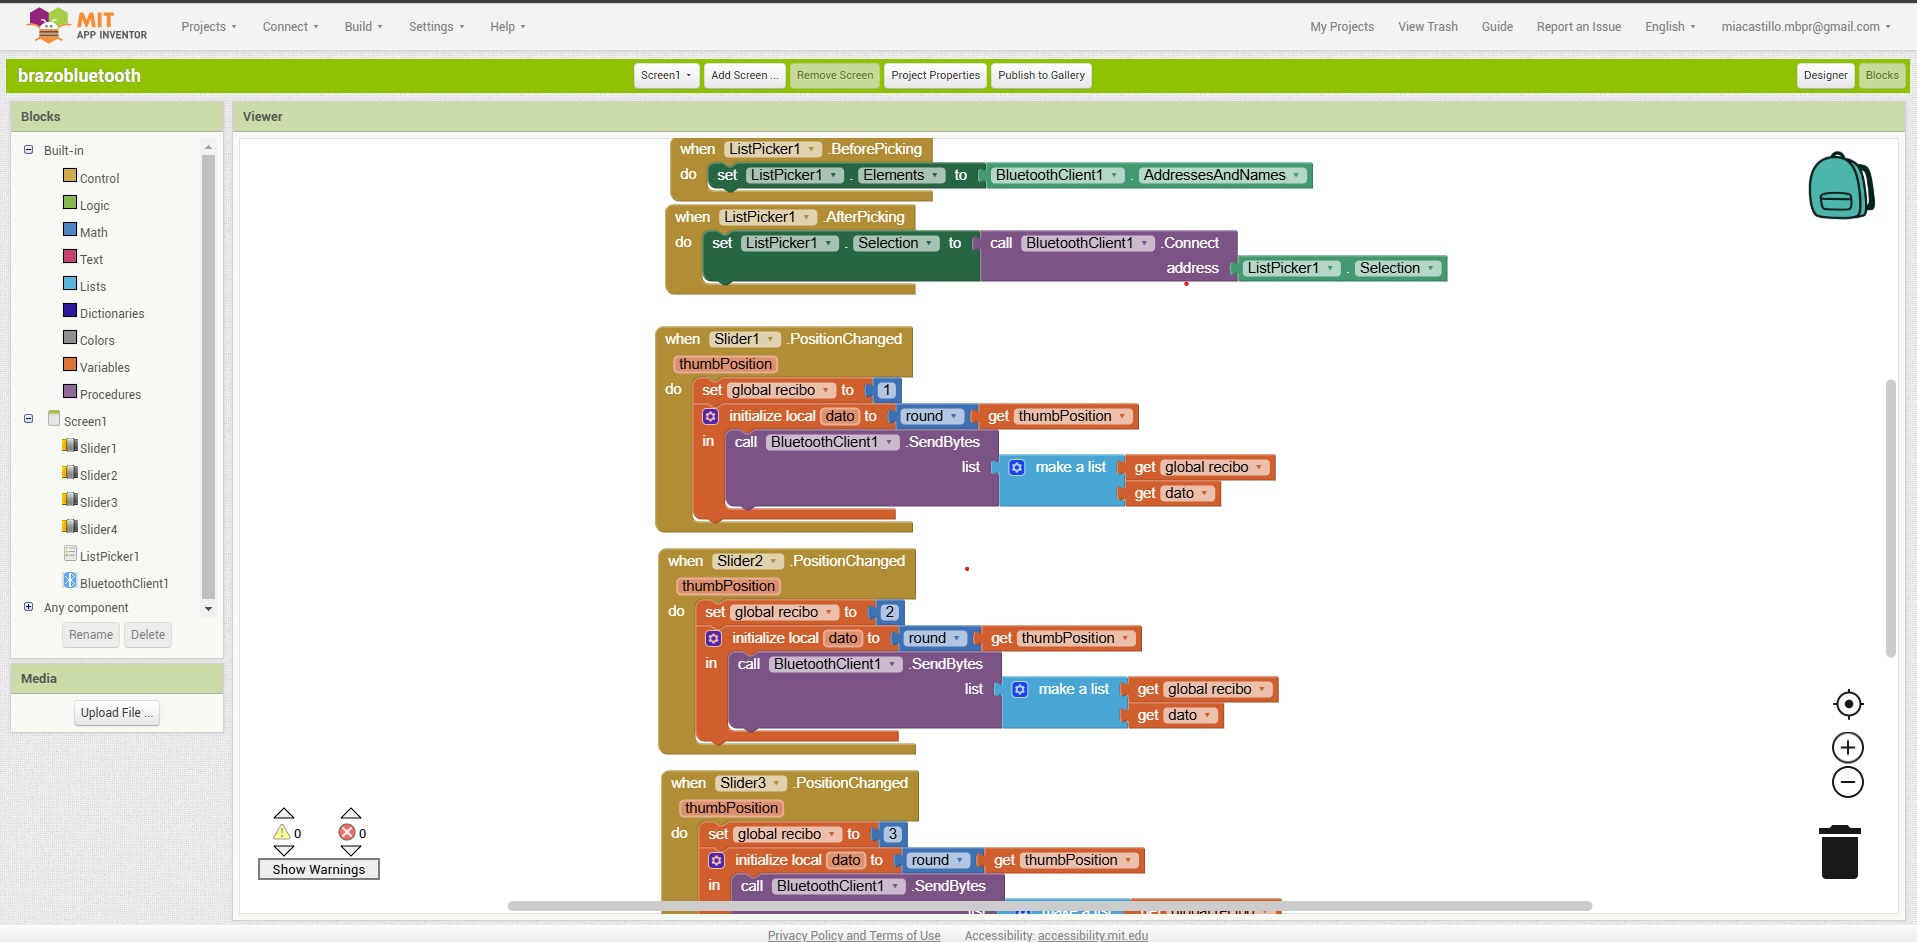 MIT
APP INVENTOR
Projects Connect Build Settings Help
My Projects View Trash Guide Report an Issue English miacastillo.mbpr@gmail.com
brazobluetooth
Screen1 Add Screen ... Remove Screen Project Properties Publish to Gallery
Designer Blocks
Blocks
Built-in
Control
Logic
Math
Text
Lists
Dictionaries
Colors
Variables
Procedures
Screen1
Slider1
Slider2
Slider3
Slider4
ListPicker1
BluetoothClient1
Any component
Rename Delete
Media
Upload File ...
Viewer
when ListPicker1 .BeforePicking
do set ListPicker1 . Elements to BluetoothClient1 . AddressesAndNames
when ListPicker1 .AfterPicking
do set ListPicker1 . Selection to call BluetoothClient1 .Connect
address ListPicker1 . Selection
when Slider1 .PositionChanged
thumbPosition
do set global recibo to 1
initialize local dato to round get thumbPosition
in call BluetoothClient1 .SendBytes
list make a list get global recibo
get dato
when Slider2 .PositionChanged
thumbPosition
do set global recibo to 2
initialize local dato to round get thumbPosition
in call BluetoothClient1 .SendBytes
list make a list get global recibo
get dato
when Slider3 .PositionChanged
thumbPosition
do set global recibo to 3
initialize local dato to round get thumbPosition
in call BluetoothClient1 .SendBytes
list make a list get global recibo
0 0
Show Warnings
Privacy Policy and Terms of Use Accessibility: accessibility.mit.edu